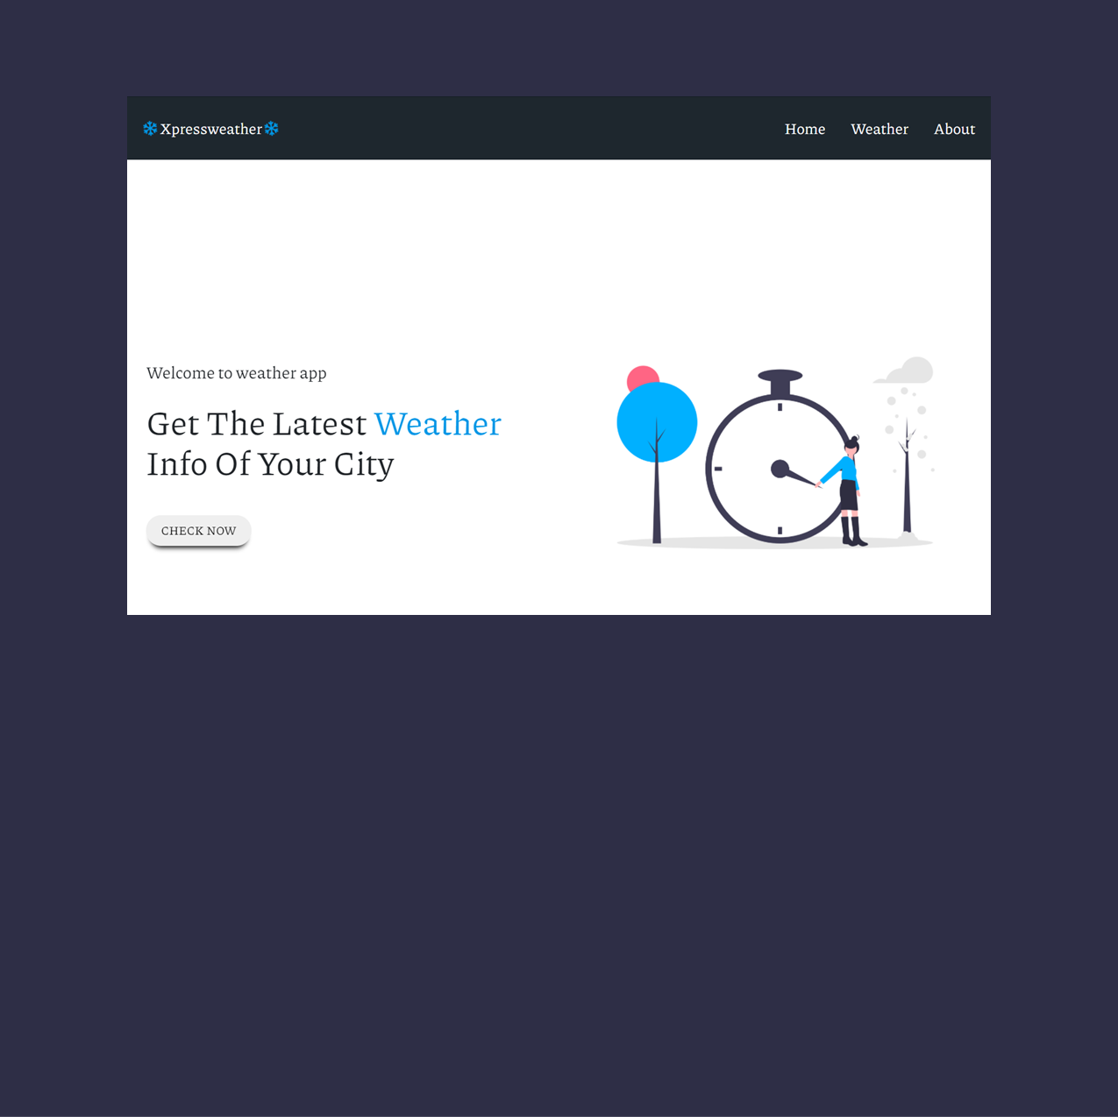 Xpressweather
Home Weather About
Welcome to weather app
Get The Latest Weather
Info Of Your City
CHECK NOW